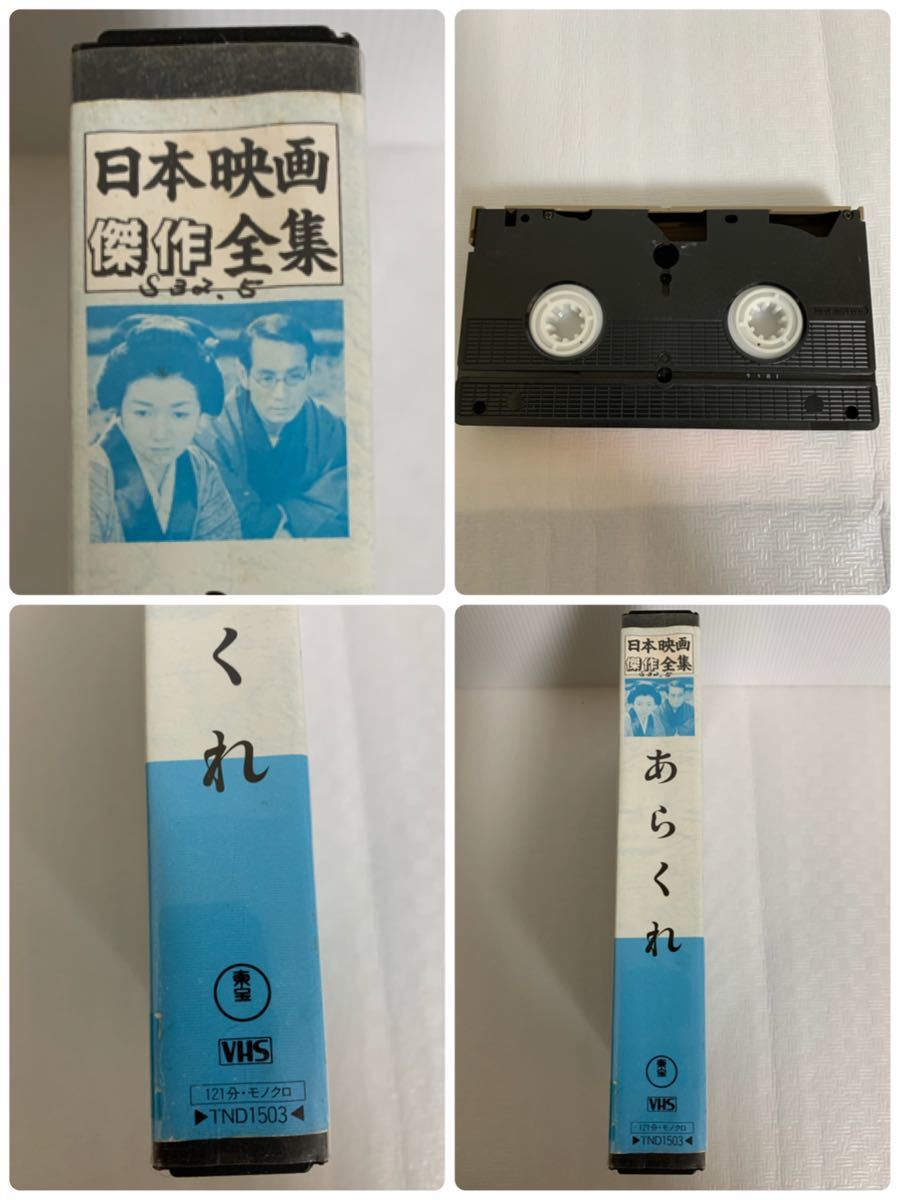 日本映画
傑作全集
S32.5
くれ
東宝
VHS
121分・モノクロ
▶TND1503◀
日本映画
傑作全集
S32.5
あらくれ
東宝
VHS
121分・モノクロ
▶TND1503◀